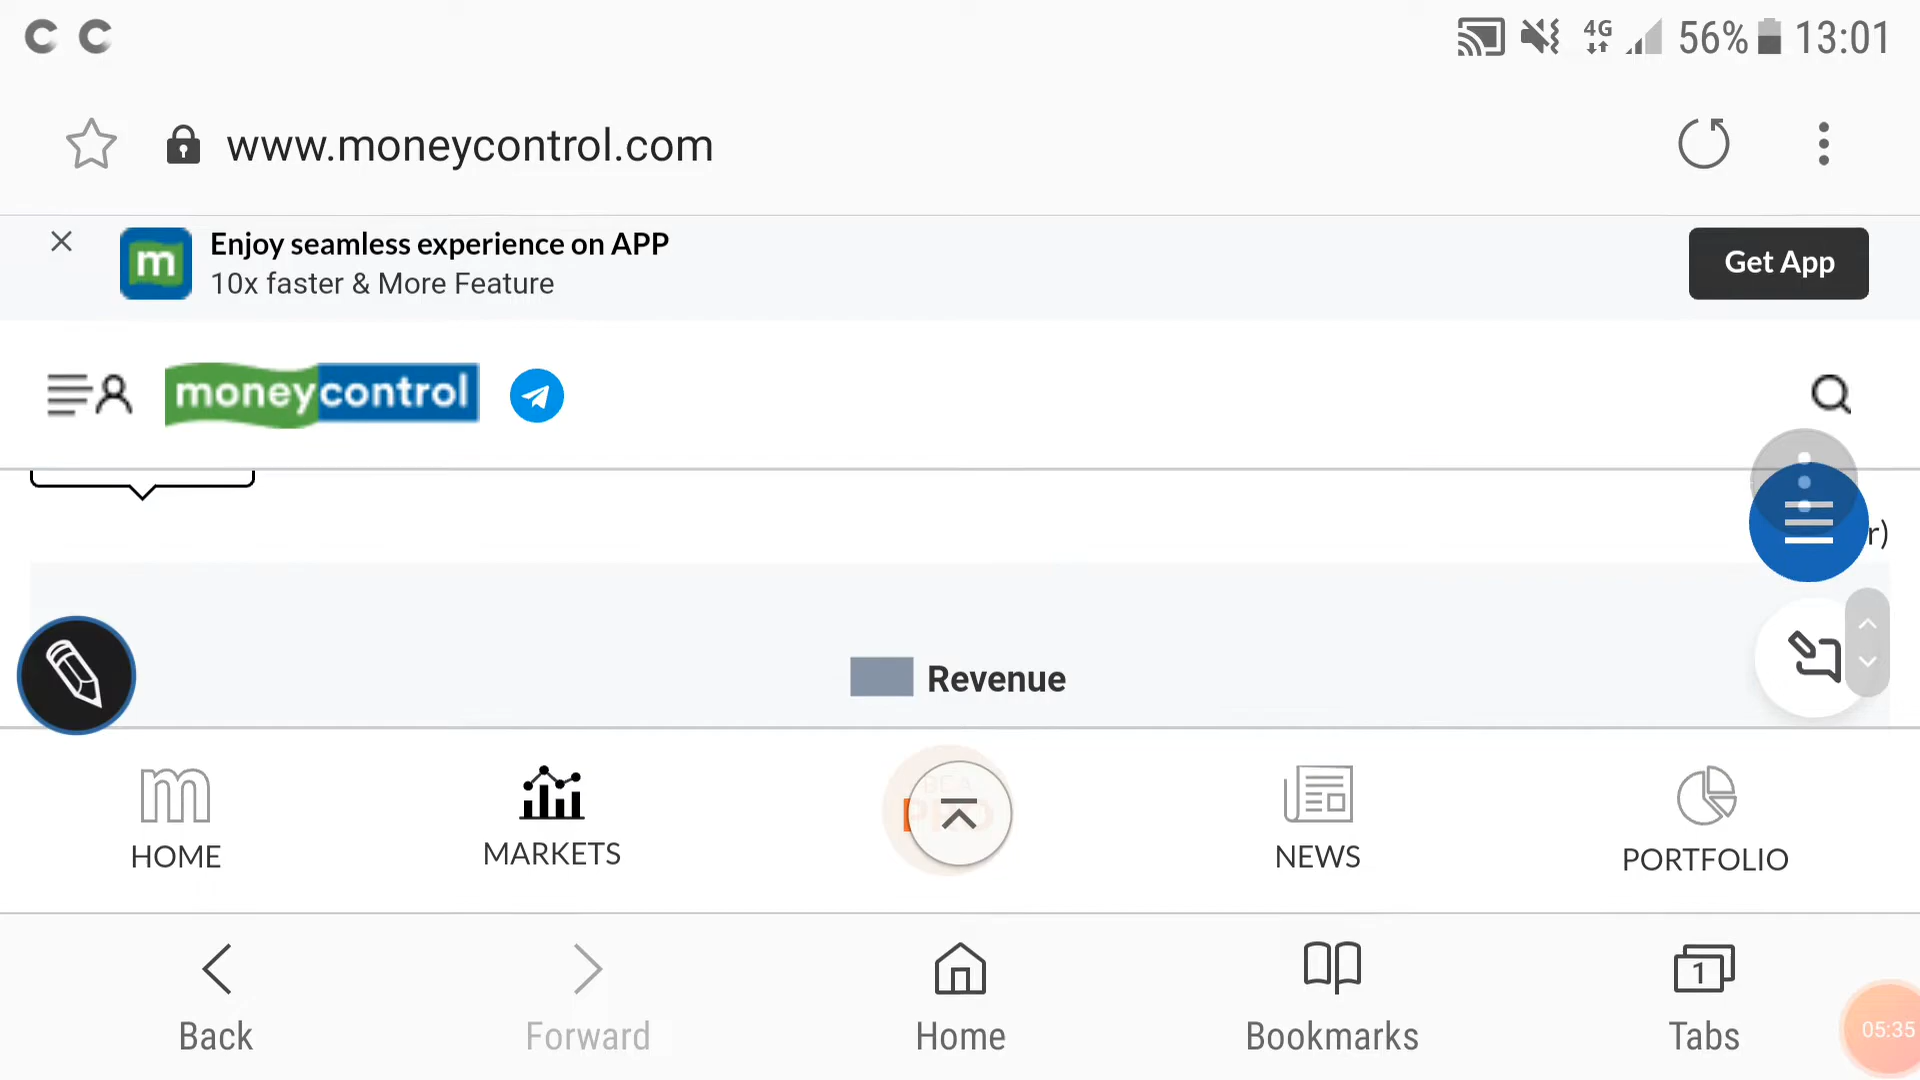 4G 56% 13:01
www.moneycontrol.com
Enjoy seamless experience on APP
10x faster & More Feature
Get App
m
moneycontrol
r)
Revenue
PRO
HOME
MARKETS
NEWS
PORTFOLIO
1
Back
Forward
Home
Bookmarks
Tabs
05:35